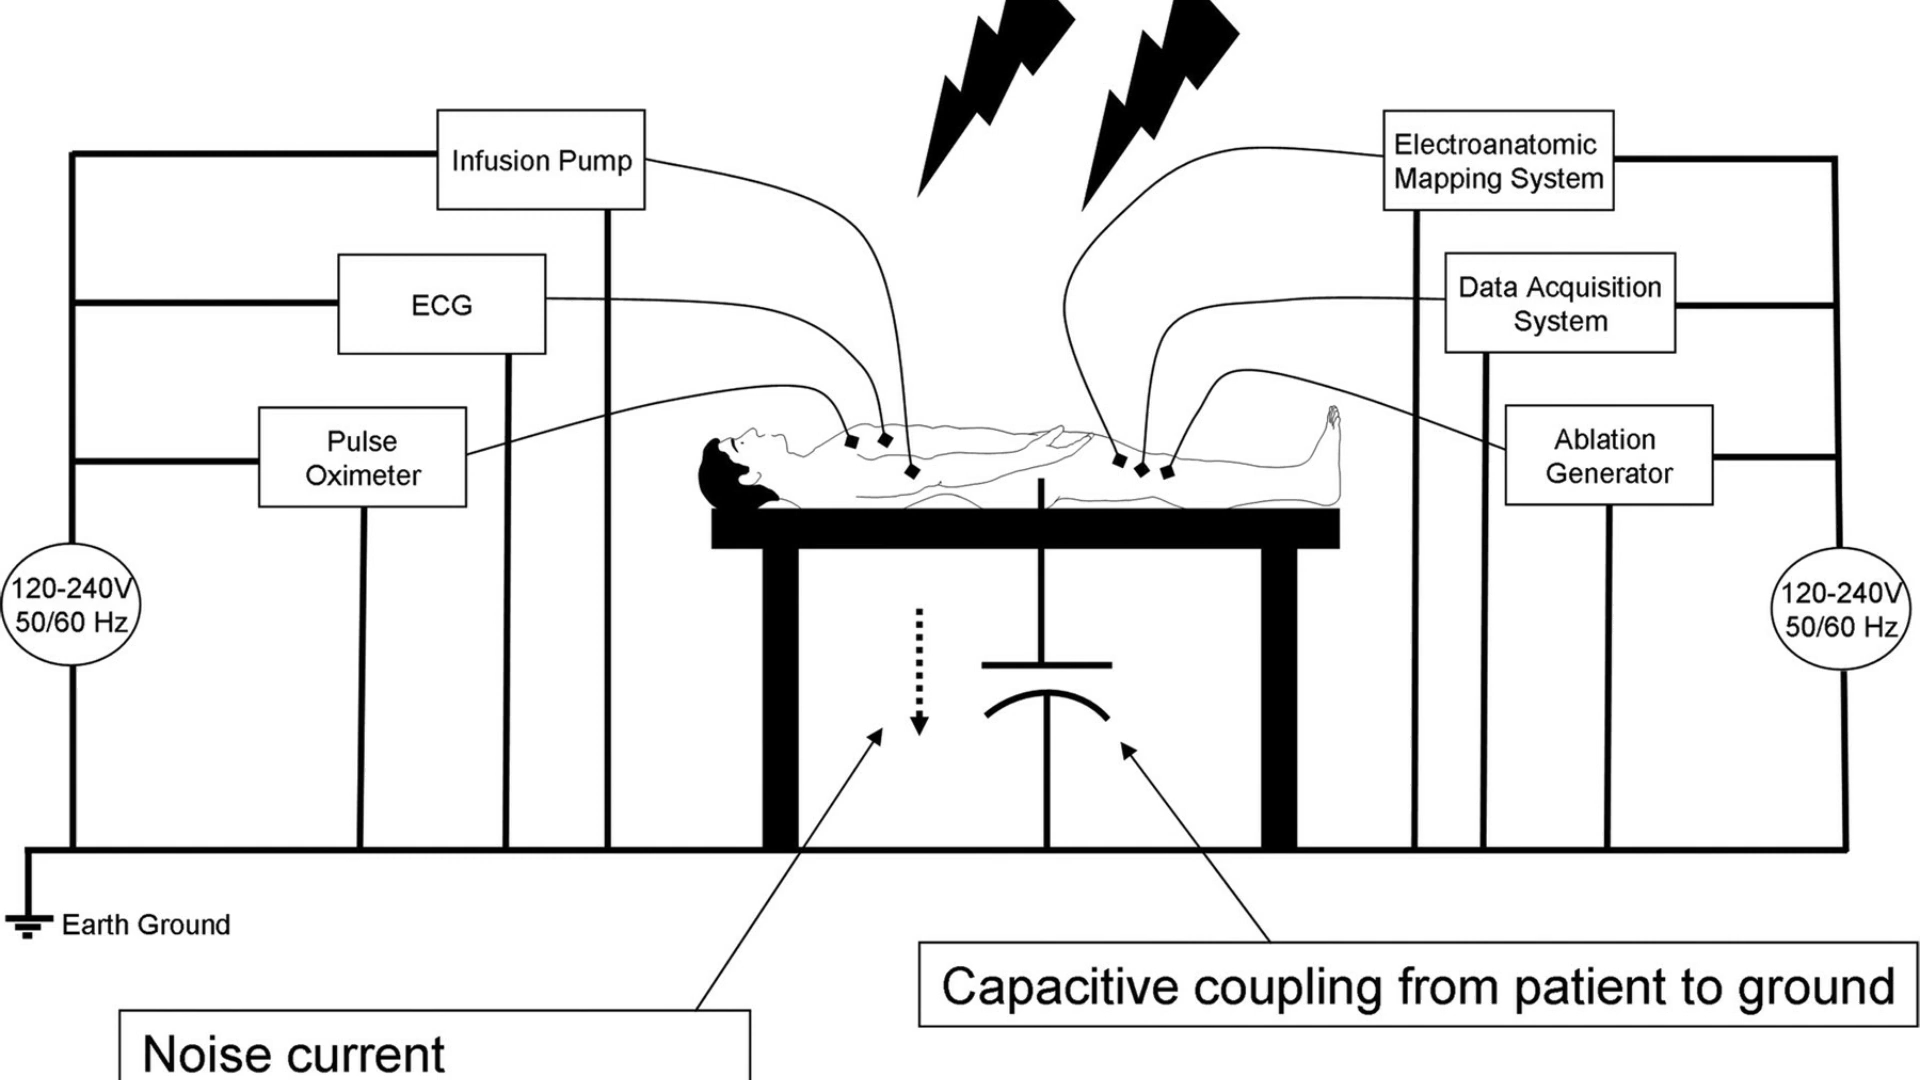 Infusion Pump
ECG
Pulse
Oximeter
120-240V
50/60 Hz
Electroanatomic
Mapping System
Data Acquisition
System
Ablation
Generator
120-240V
50/60 Hz
Earth Ground
Capacitive coupling from patient to ground
Noise current